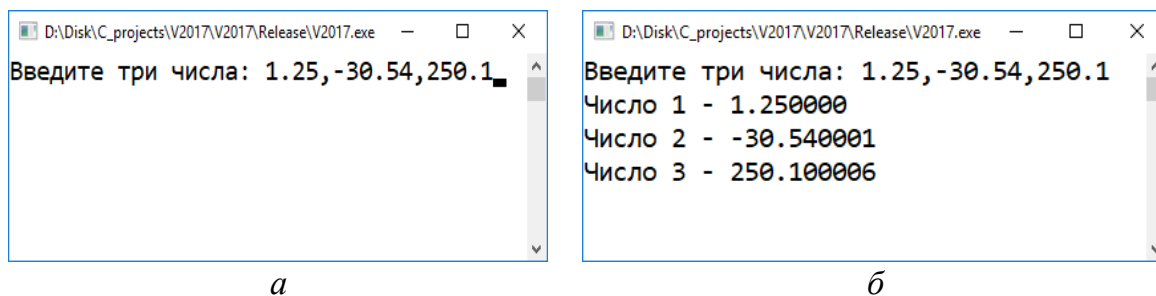 D:\Disk\C_projects\V2017\V2017\Release\V2017.exe
Введите три числа: 1.25,-30.54,250.1
а
D:\Disk\C_projects\V2017\V2017\Release\V2017.exe
Введите три числа: 1.25,-30.54,250.1
Число 1 - 1.250000
Число 2 - -30.540001
Число 3 - 250.100006
б